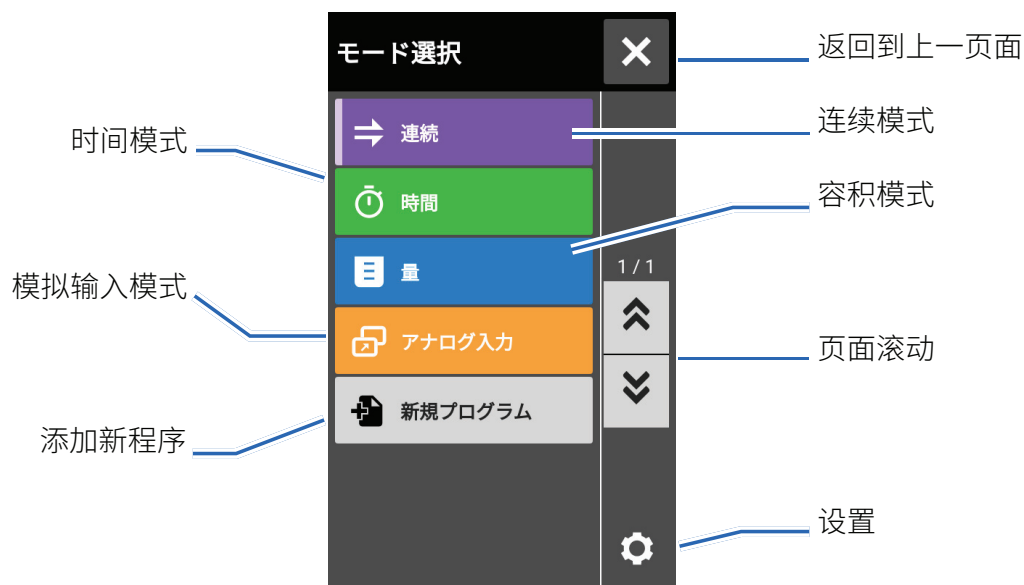 モード選択
返回到上一页面
連続
连续模式
时间模式
時間
容积模式
量
1 / 1
模拟输入模式
アナログ入力
页面滚动
新規プログラム
添加新程序
设置